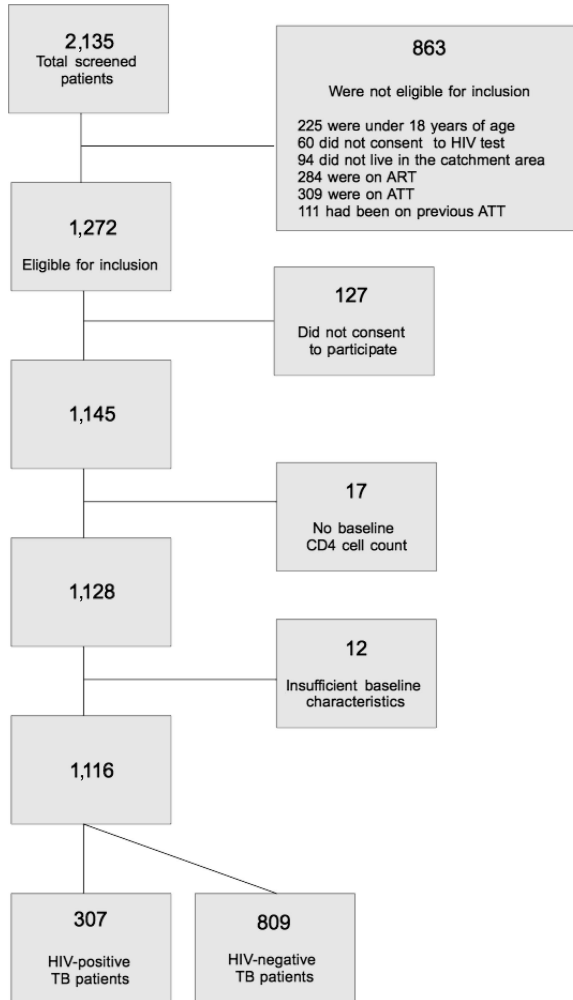 2,135
Total screened
patients
863
Were not eligible for inclusion
225 were under 18 years of age
60 did not consent to HIV test
94 did not live in the catchment area
284 were on ART
309 were on ATT
111 had been on previous ATT
1,272
Eligible for inclusion
127
Did not consent
to participate
1,145
17
No baseline
CD4 cell count
1,128
12
Insufficient baseline
characteristics
1,116
307
HIV-positive
TB patients
809
HIV-negative
TB patients